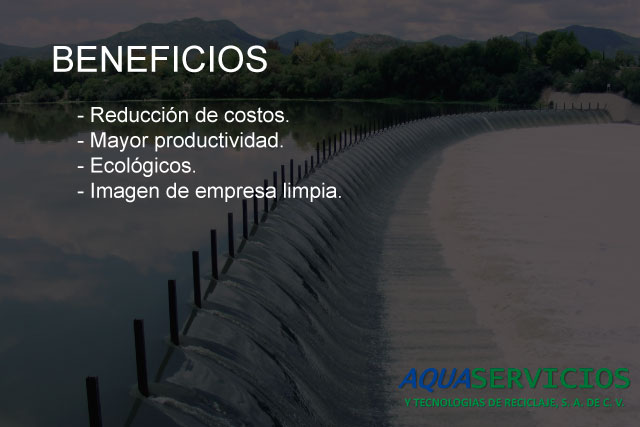 BENEFICIOS
- Reducción de costos.
- Mayor productividad.
- Ecológicos.
- Imagen de empresa limpia.
AQUASERVICIOS
Y TECNOLOGIAS DE RECICLAJE, S. A. DE C. V.